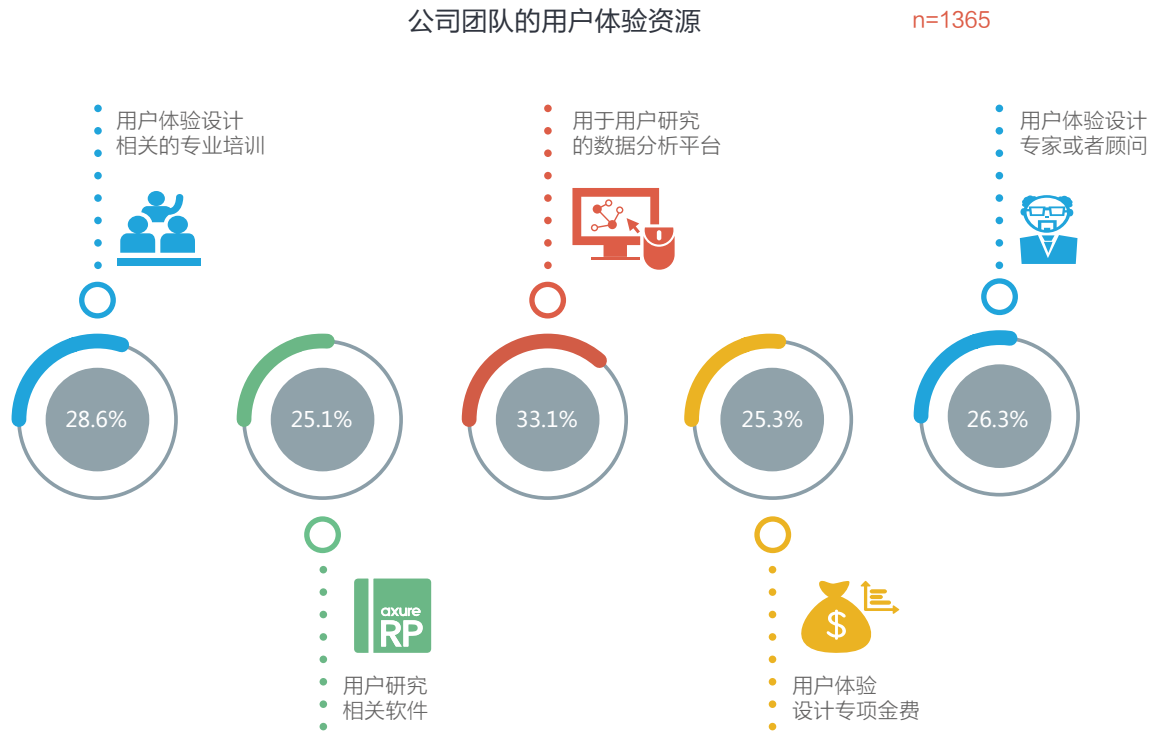 公司团队的用户体验资源
n=1365
用户体验设计
相关的专业培训
用于用户研究
的数据分析平台
用户体验设计
专家或者顾问
28.6%
25.1%
33.1%
25.3%
26.3%
axure
RP
$
用户研究
相关软件
用户体验
设计专项金费